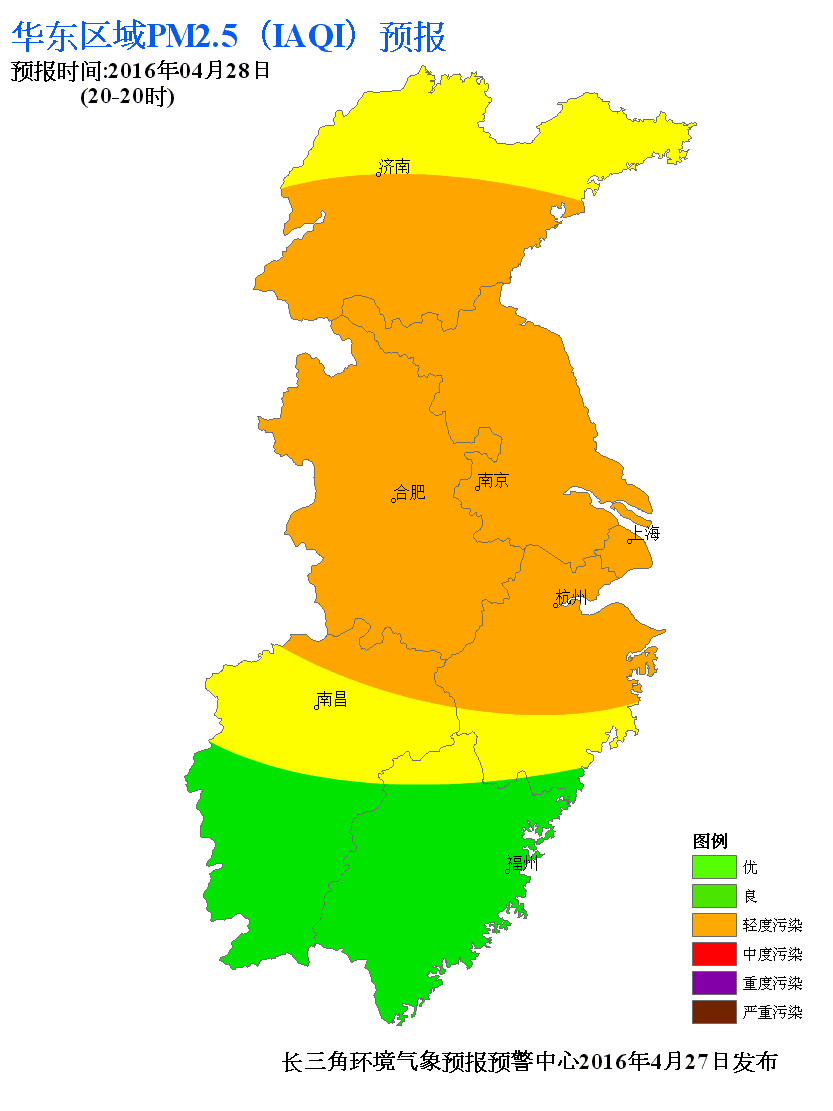 华东区域PM2.5（IAQI）预报
预报时间:2016年04月28日
(20-20时)
济南
南京
合肥
上海
杭州
南昌
福州
图例
优
良
轻度污染
中度污染
重度污染
严重污染
长三角环境气象预报预警中心2016年4月27日发布